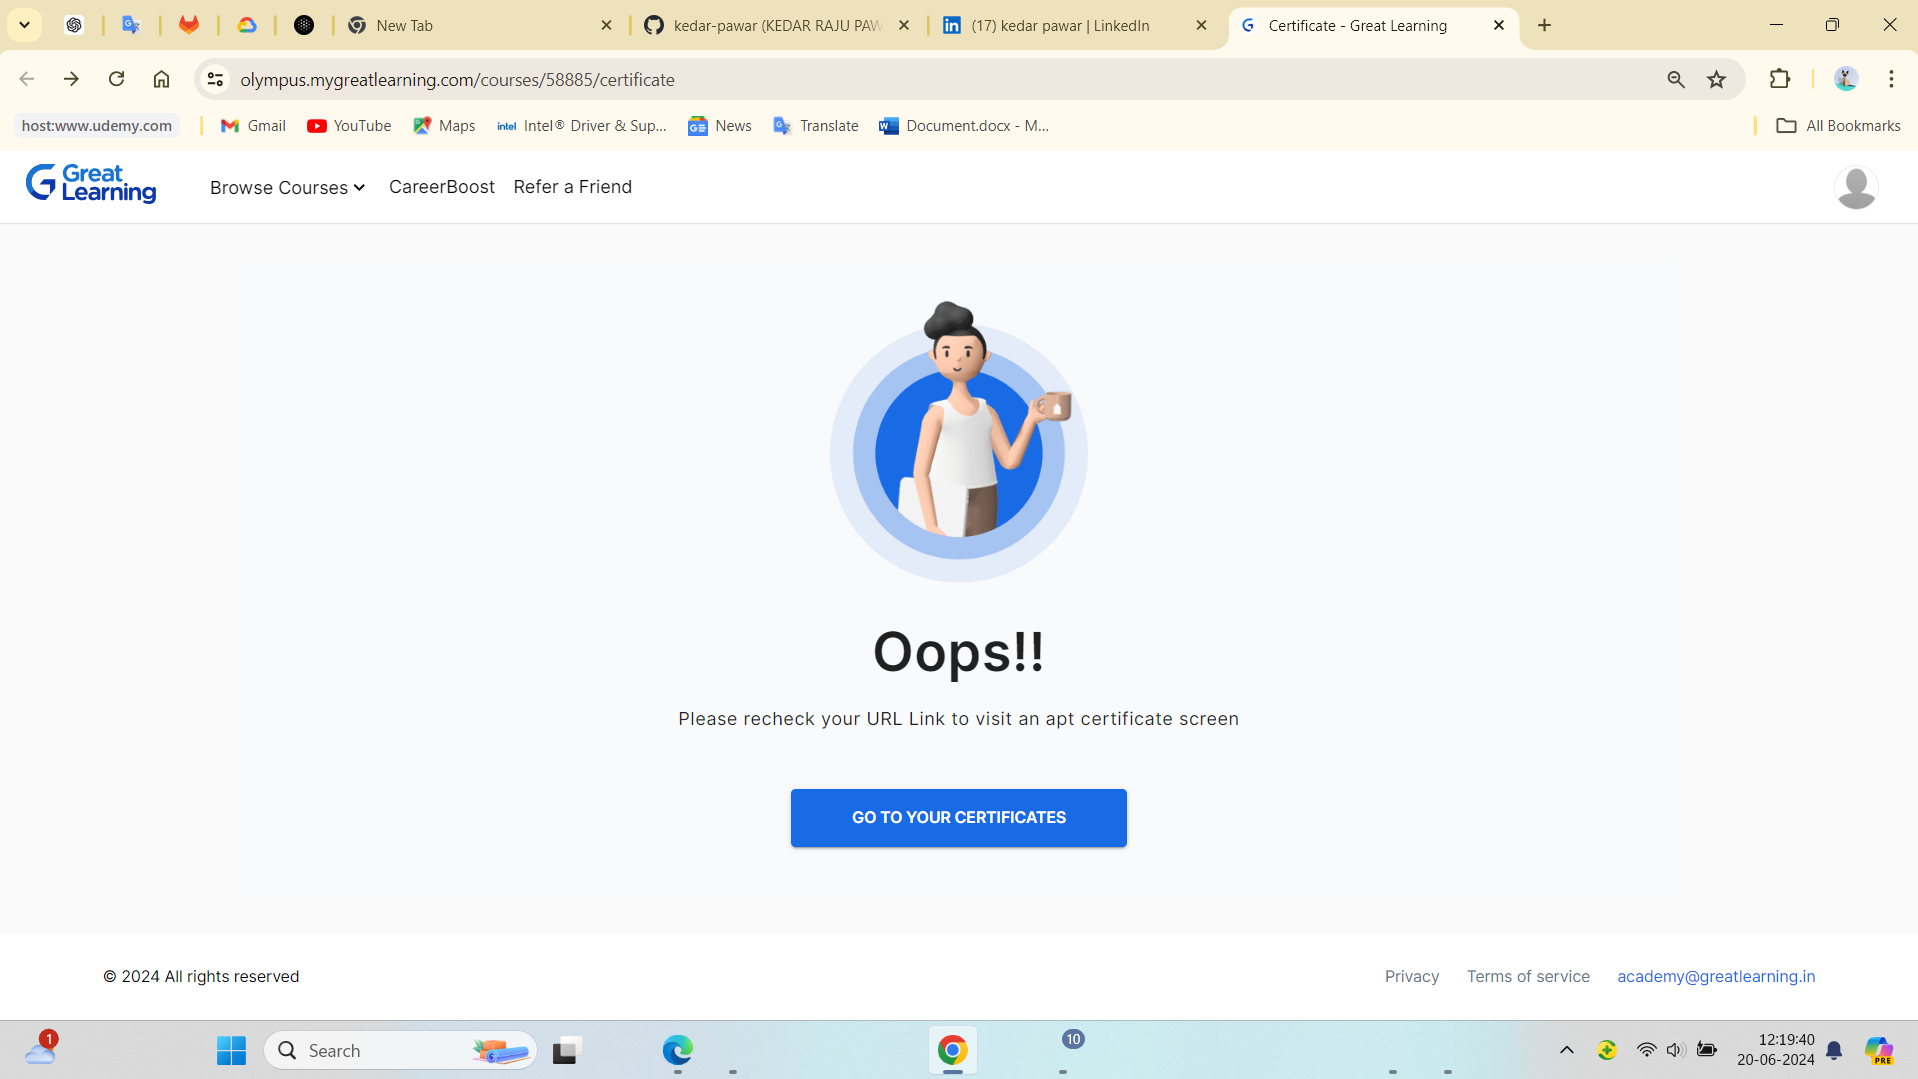 New Tab
kedar-pawar (KEDAR RAJU PAW
(17) kedar pawar | LinkedIn
Certificate - Great Learning
olympus.mygreatlearning.com/courses/58885/certificate
host:www.udemy.com
Gmail
YouTube
Maps
intel Intel® Driver & Sup...
News
Translate
Document.docx - M...
All Bookmarks
Great Learning
Browse Courses
CareerBoost
Refer a Friend
Oops!!
Please recheck your URL Link to visit an apt certificate screen
GO TO YOUR CERTIFICATES
© 2024 All rights reserved
Privacy
Terms of service
academy@greatlearning.in
1
Search
10
12:19:40
20-06-2024
PRE